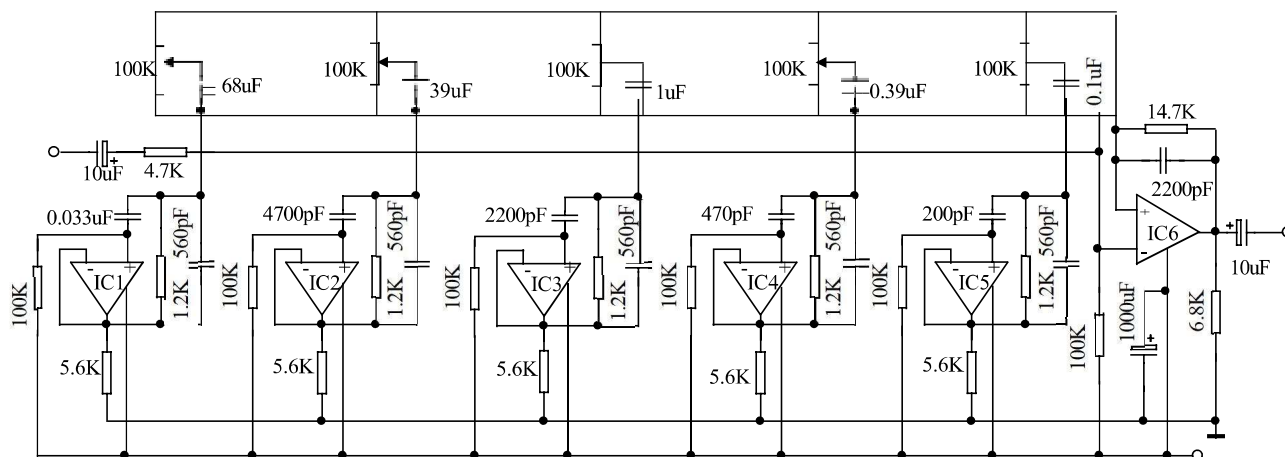 100K
68uF
100K
39uF
100K
1uF
100K
0.39uF
100K
0.1uF
10uF
+
4.7K
14.7K
2200pF
0.033uF
560pF
4700pF
560pF
2200pF
560pF
470pF
560pF
200pF
560pF
+
IC6
-
+
10uF
100K
-
+
IC1
1.2K
100K
-
+
IC2
1.2K
100K
-
+
IC3
1.2K
100K
-
+
IC4
1.2K
100K
-
+
IC5
1.2K
5.6K
5.6K
5.6K
5.6K
5.6K
100K
1000uF
+
6.8K